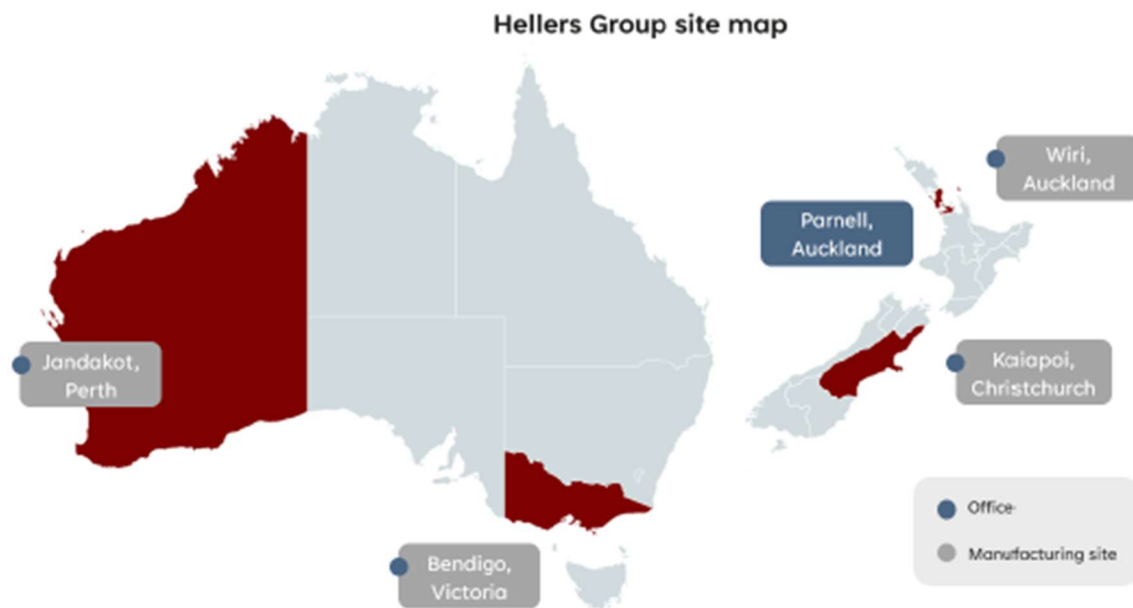 Hellers Group site map
Wiri,
Auckland
Parnell,
Auckland
Jandakot,
Perth
Kaiapoi,
Christchurch
Bendigo,
Victoria
Office
Manufacturing site